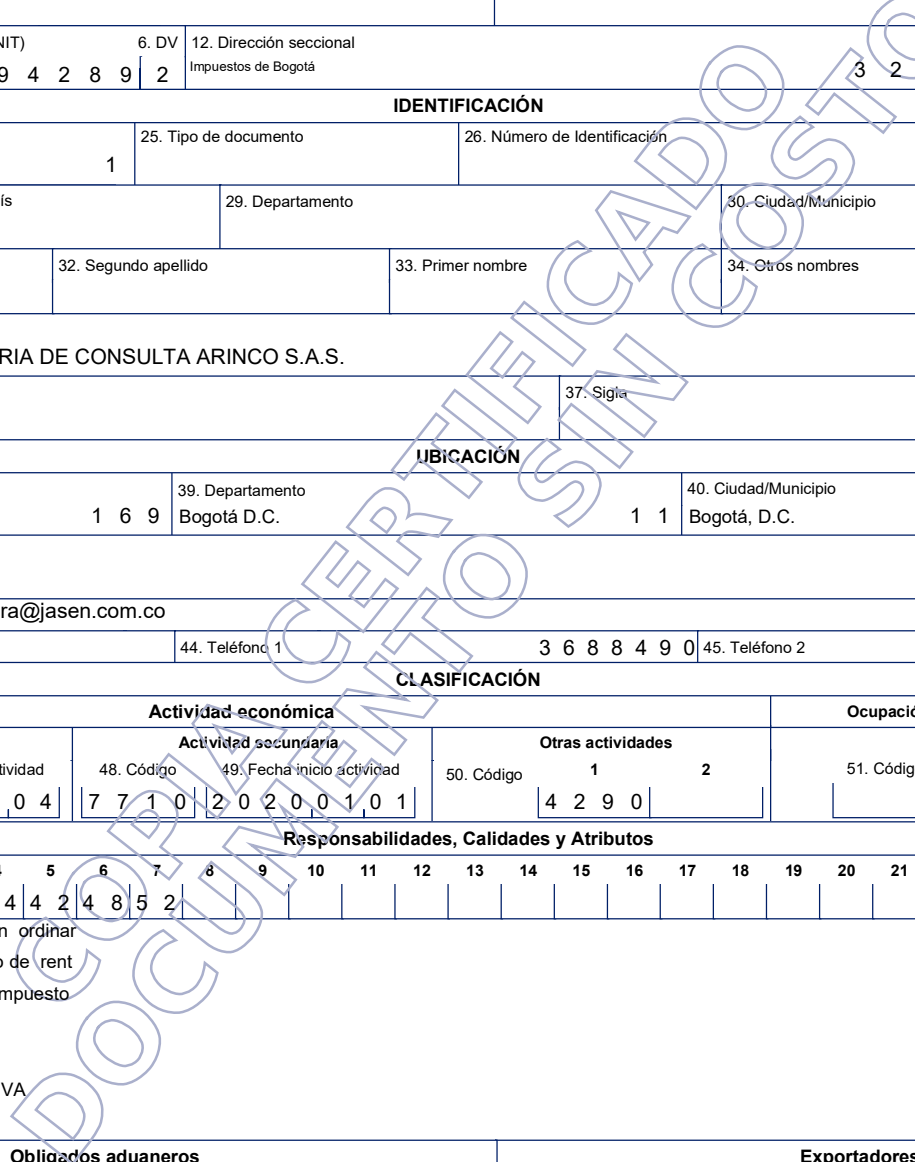 NIT) 6. DV 12. Dirección seccional
9 4 2 8 9 2 Impuestos de Bogotá 3 2
IDENTIFICACIÓN
25. Tipo de documento 26. Número de Identificación
1
ís 29. Departamento 30. Ciudad/Municipio
32. Segundo apellido 33. Primer nombre 34. Otros nombres
RIA DE CONSULTA ARINCO S.A.S.
37. Sigla
UBICACIÓN
39. Departamento 40. Ciudad/Municipio
1 6 9 Bogotá D.C. 1 1 Bogotá, D.C.
ra@jasen.com.co
44. Teléfono 1 3 6 8 8 4 9 0 45. Teléfono 2
CLASIFICACIÓN
Actividad económica Ocupació
Actividad secundaria Otras actividades
tividad 48. Código 49. Fecha inicio actividad 50. Código 1 2 51. Códig
0 4 7 7 1 0 2 0 2 0 0 1 0 1 4 2 9 0
Responsabilidades, Calidades y Atributos
5 6 7 8 9 10 11 12 13 14 15 16 17 18 19 20 21
4 4 2 4 8 5 2
n ordinar
o de rent
mpuesto
VA
Obligados aduaneros Exportadores
COPIA CERTIFICADO
DOCUMENTO SIN COSTO